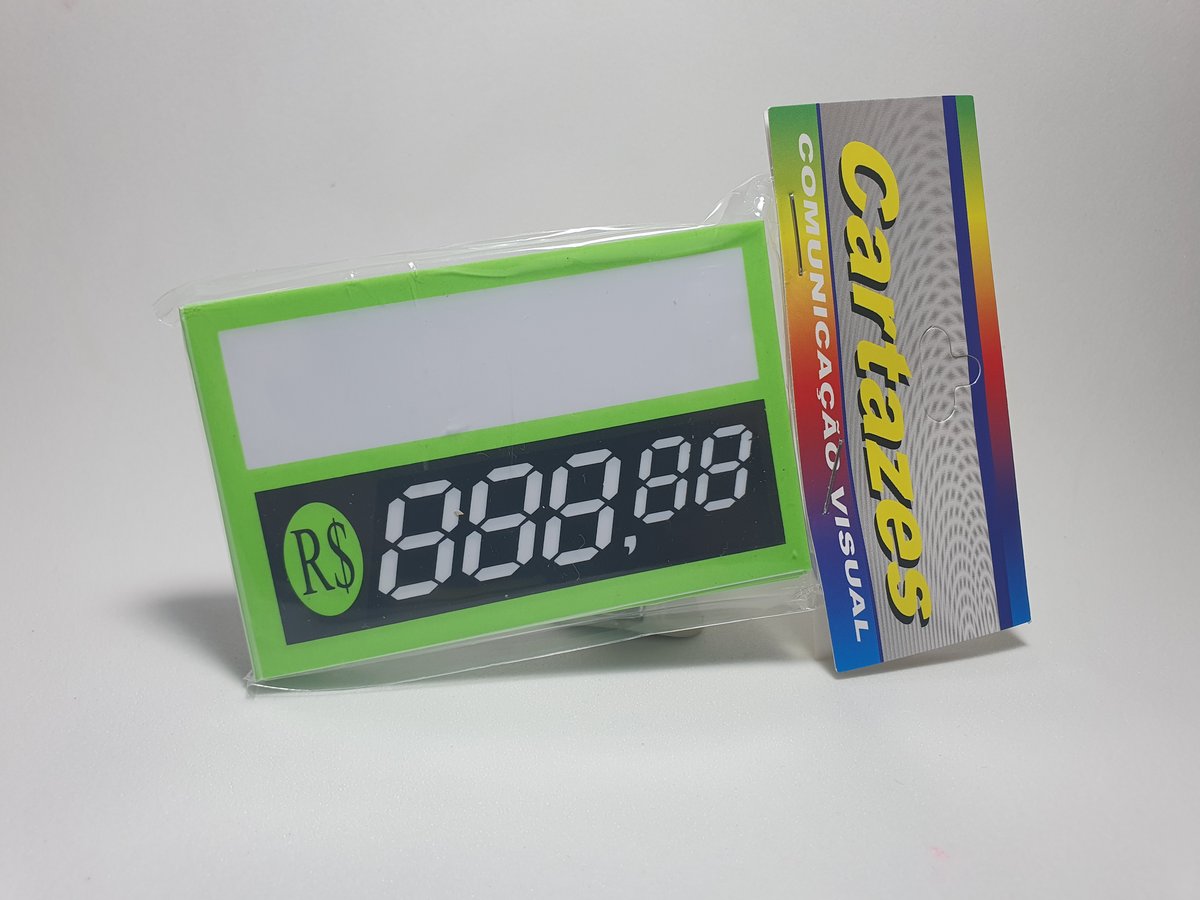 R$ 888,88
COMUNICAÇÃO VISUAL
Cartazes